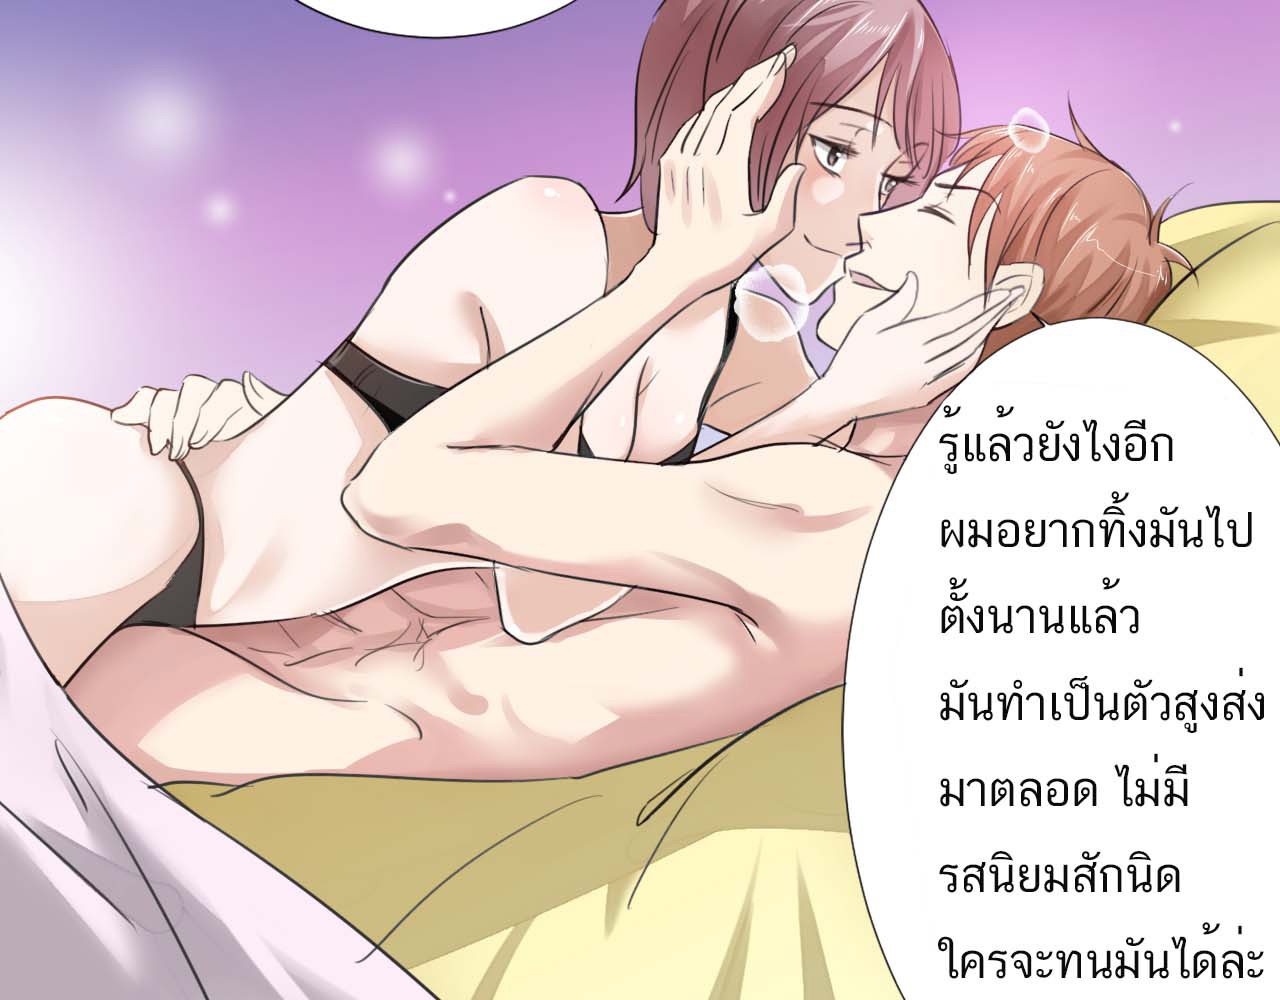 รู้แล้วยังไงอีก
ผมอยากทิ้งมันไป
ตั้งนานแล้ว
มันทำเป็นตัวสูงส่ง
มาตลอด ไม่มี
รสนิยมสักนิด
ใครจะทนมันได้ล่ะ